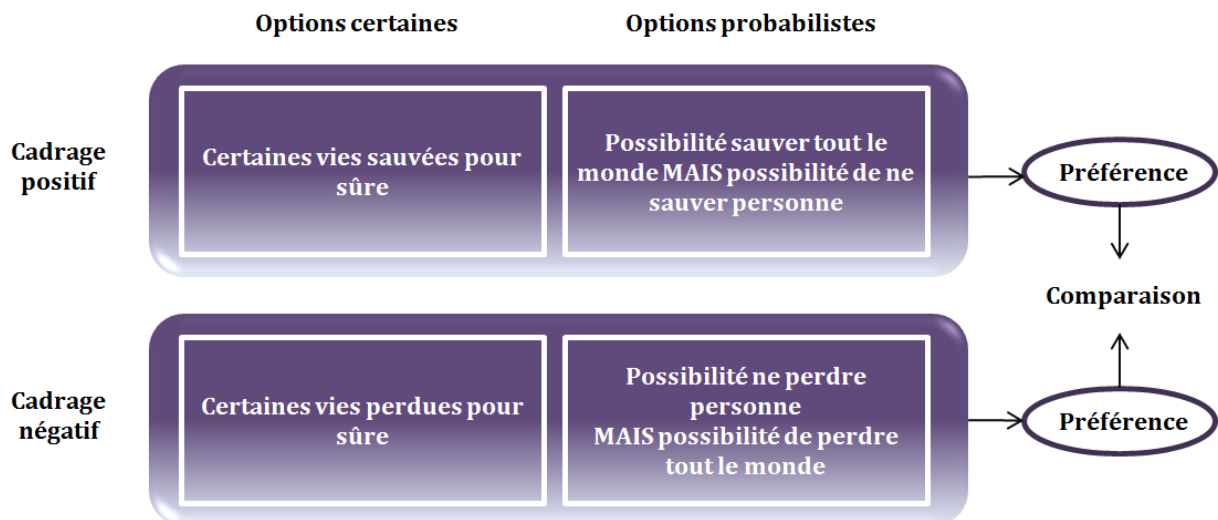 Options certaines
Options probabilistes
Cadrage
positif
Certaines vies sauvées pour
sûre
Possibilité sauver tout le
monde MAIS possibilité de ne
sauver personne
Préférence
Comparaison
Cadrage
négatif
Certaines vies perdues pour
sûre
Possibilité ne perdre
personne
MAIS possibilité de perdre
tout le monde
Préférence